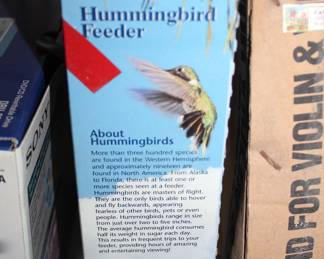 Hummingbird
Feeder
About
Hummingbirds
More than three hundred species
are found in the Western Hemisphere
and approximately nineteen are
found in North America. From Alaska
to Florida, there is at least one or
more species seen at a feeder.
Hummingbirds are masters of flight.
They are the only birds able to hover
and fly backwards, appearing
fearless of other birds, pets or even
people. Hummingbirds range in size
from just over two to five inches.
The average hummingbird consumes
half its weight in sugar each day.
This results in frequent trips to your
feeder, providing hours of amazing
and entertaining viewing!
SONY
ND FOR VIOLIN &